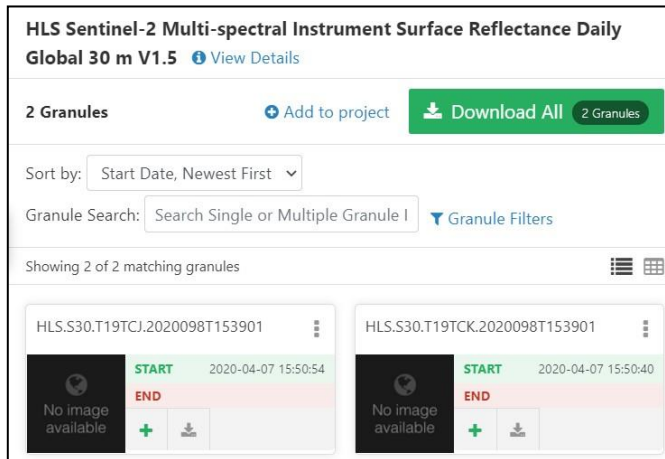 HLS Sentinel-2 Multi-spectral Instrument Surface Reflectance Daily
Global 30 m V1.5 View Details
2 Granules Add to project Download All 2 Granules
Sort by: Start Date, Newest First
Granule Search: Search Single or Multiple Granule I Granule Filters
Showing 2 of 2 matching granules
HLS.S30.T19TCJ.2020098T153901
START 2020-04-07 15:50:54
END
No image
available
HLS.S30.T19TCK.2020098T153901
START 2020-04-07 15:50:40
END
No image
available